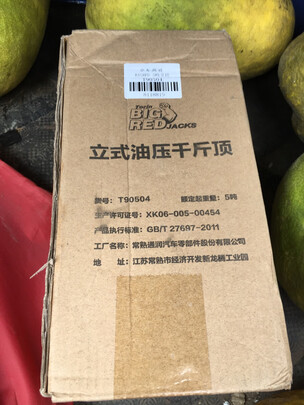 T90504
Torin
BIG
RED JACKS
立式油压千斤顶
货号: T90504 额定起重量: 5吨
生产许可证号: XK06-005-00454
产品执行标准: GB/T 27697-2011
工厂名称: 常熟通润汽车零部件股份有限公司
地 址: 江苏常熟市经济开发新龙腾工业园